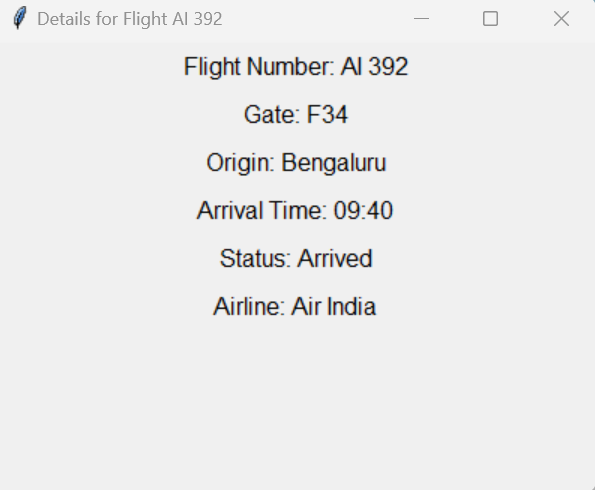 Details for Flight AI 392
Flight Number: AI 392
Gate: F34
Origin: Bengaluru
Arrival Time: 09:40
Status: Arrived
Airline: Air India